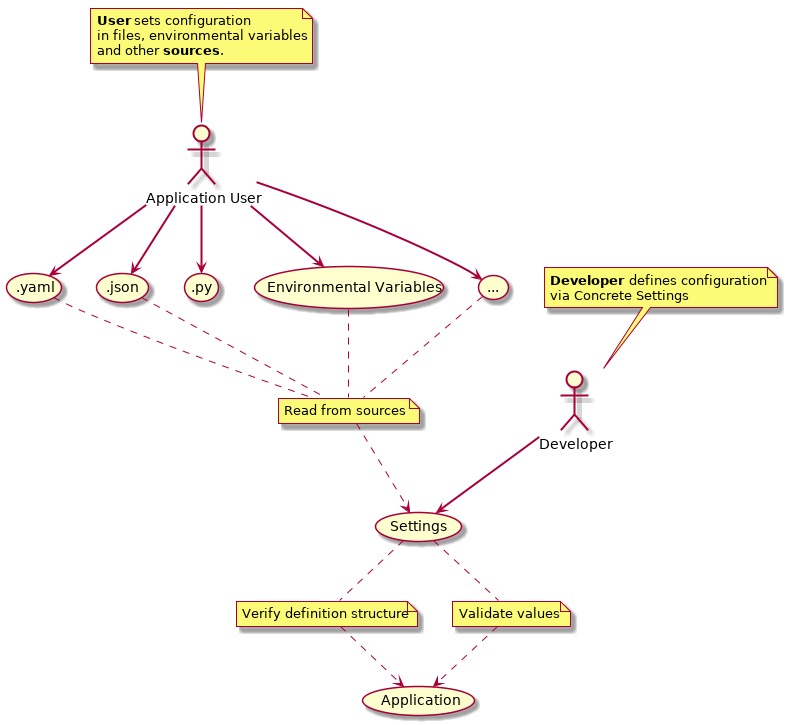 User sets configuration
in files, environmental variables
and other sources.
Application User
.yaml
.json
.py
Environmental Variables
...
Developer defines configuration
via Concrete Settings
Read from sources
Developer
Settings
Verify definition structure
Validate values
Application